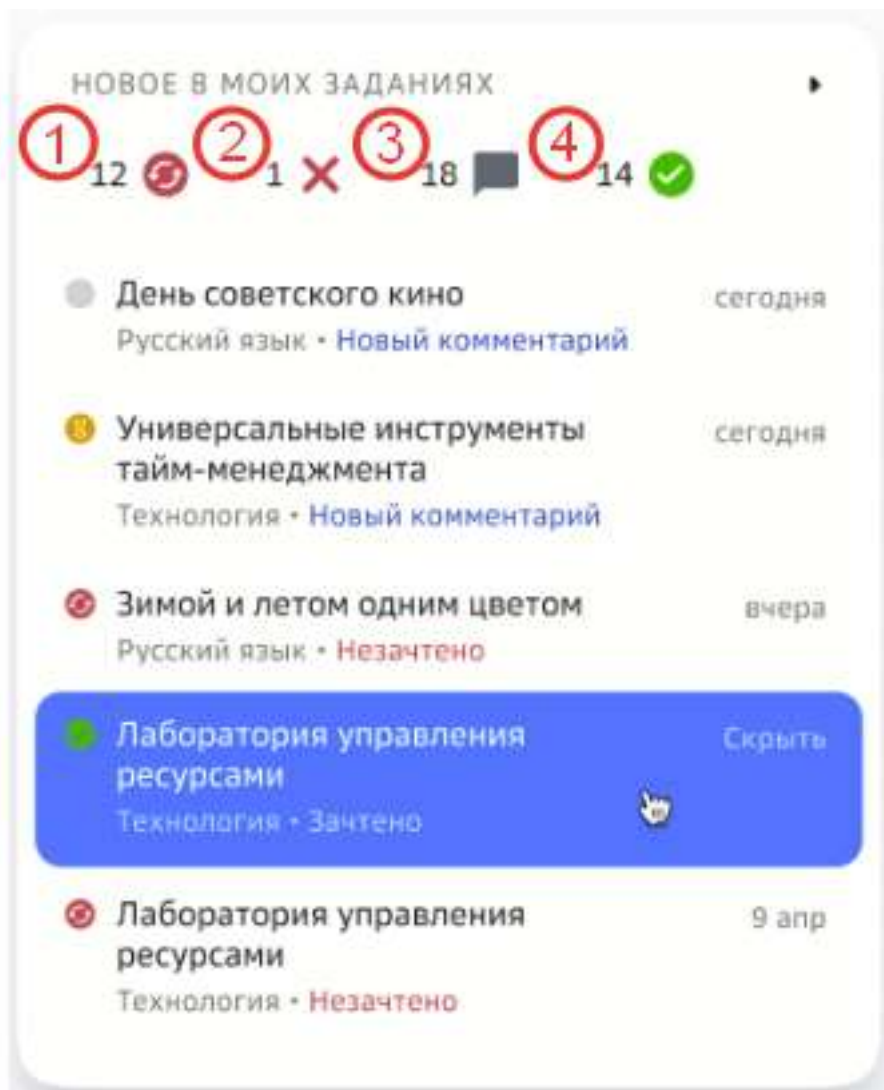 НОВОЕ В МОИХ ЗАДАНИЯХ
1 12 2 1 3 18 4 14
День советского кино сегодня
Русский язык • Новый комментарий
Универсальные инструменты сегодня
тайм-менеджмента
Технология • Новый комментарий
Зимой и летом одним цветом вчера
Русский язык • Незачтено
Лаборатория управления Скрыть
ресурсами
Технология • Зачтено
Лаборатория управления 9 апр
ресурсами
Технология • Незачтено